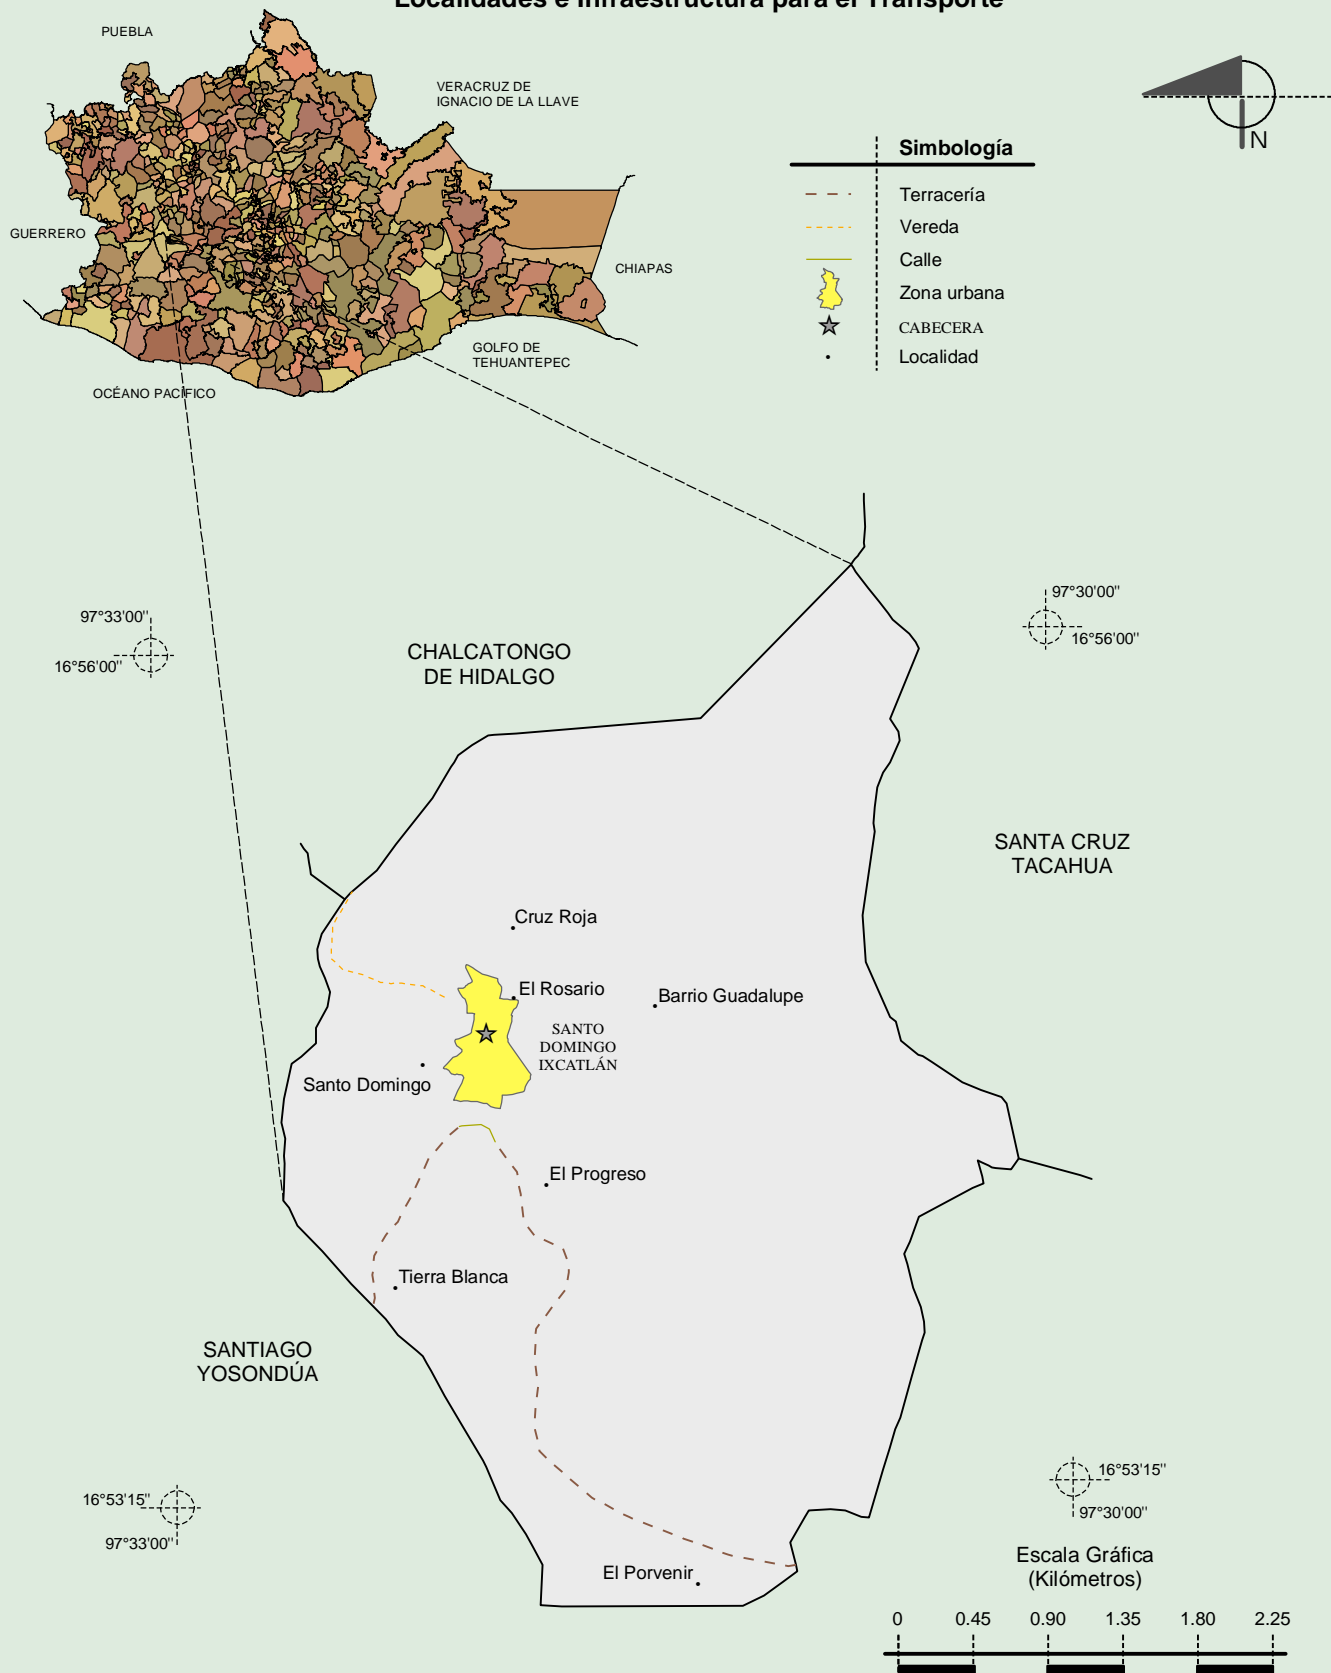 Localidades e Infraestructura para el Transporte
PUEBLA
VERACRUZ DE
IGNACIO DE LA LLAVE
GUERRERO
CHIAPAS
GOLFO DE
TEHUANTEPEC
OCÉANO PACÍFICO
N
Simbología
Terracería
Vereda
Calle
Zona urbana
CABECERA
Localidad
97°33'00"
16°56'00"
97°30'00"
16°56'00"
CHALCATONGO
DE HIDALGO
SANTA CRUZ
TACAHUA
Cruz Roja
El Rosario
Barrio Guadalupe
SANTO
DOMINGO
IXCATLÁN
Santo Domingo
El Progreso
Tierra Blanca
SANTIAGO
YOSONDÚA
16°53'15"
97°33'00"
16°53'15"
97°30'00"
El Porvenir
Escala Gráfica
(Kilómetros)
0 0.45 0.90 1.35 1.80 2.25